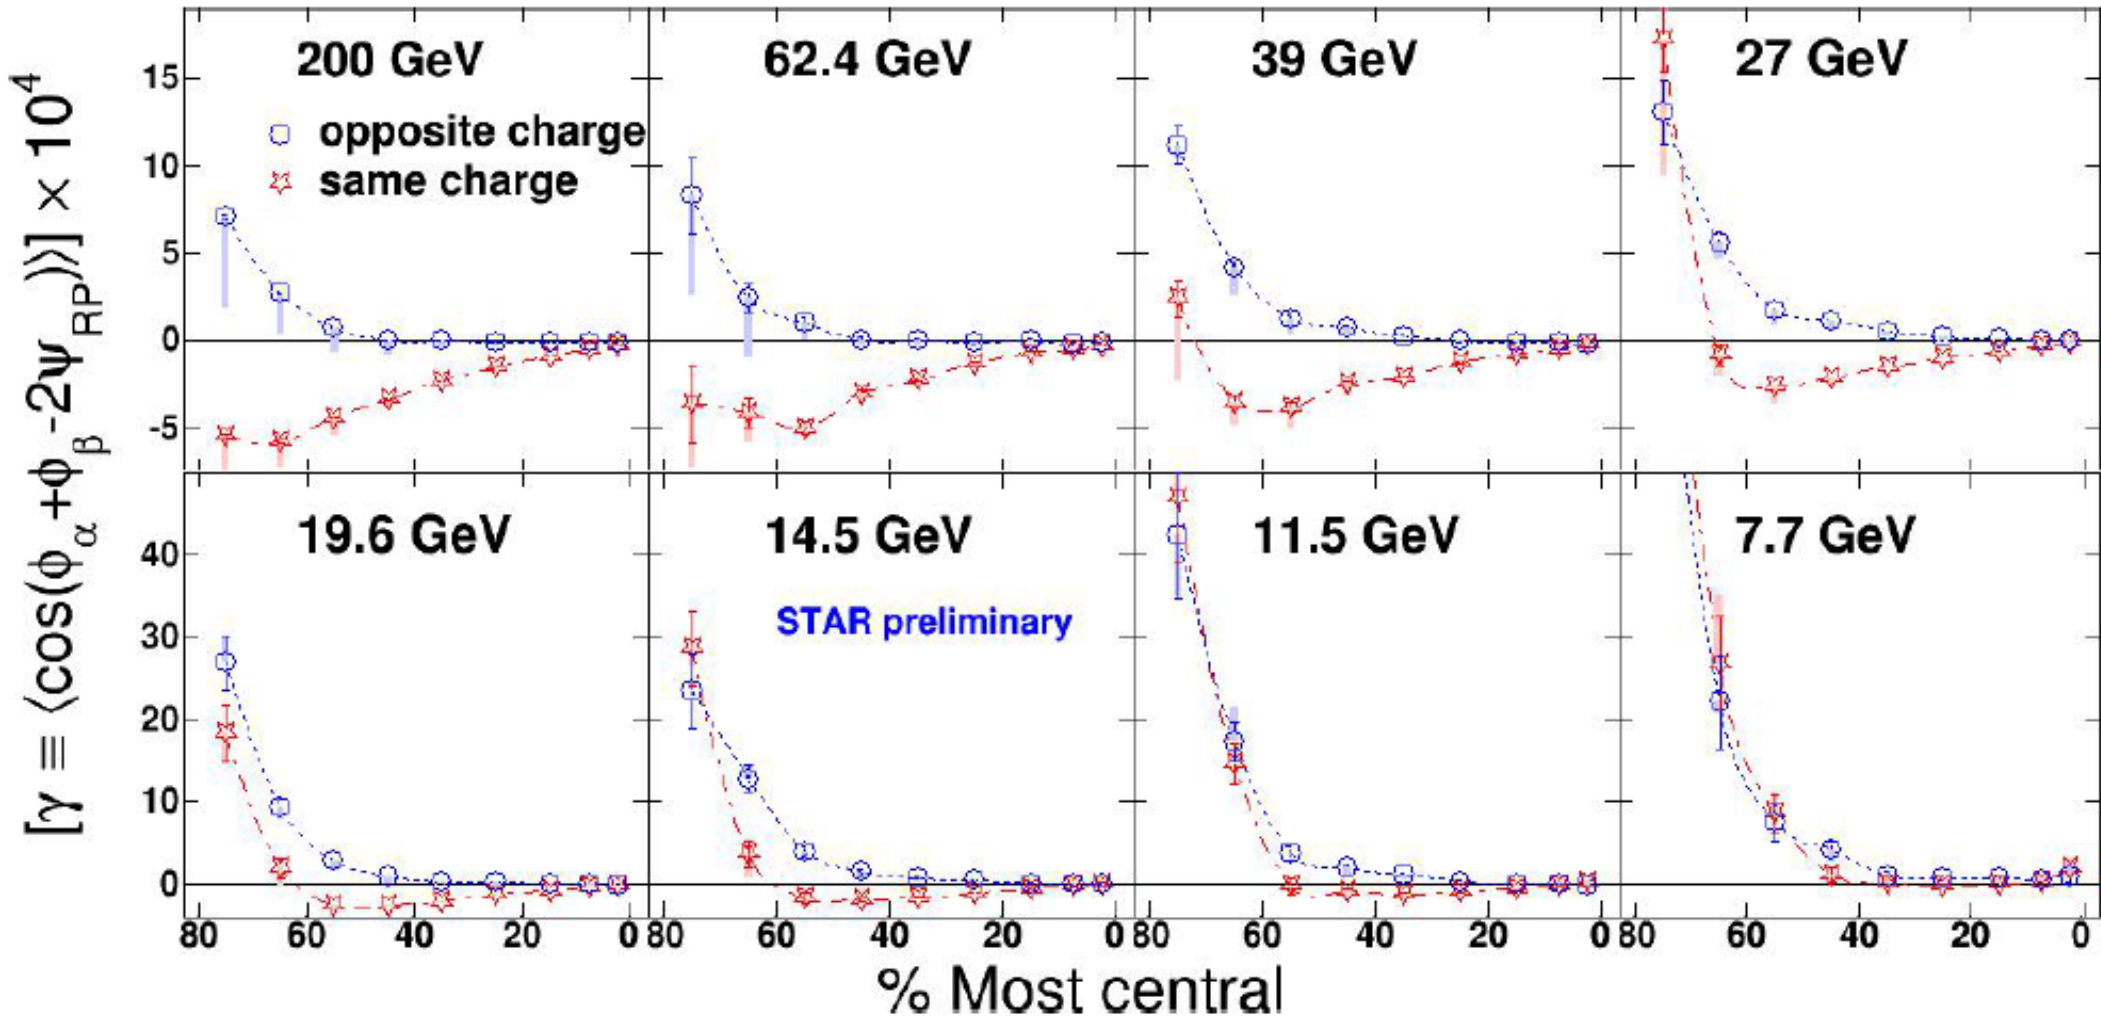 [γ ≡ ⟨cos(ϕα+ϕβ-2ψRP)⟩] × 10⁴
200 GeV
62.4 GeV
39 GeV
27 GeV
opposite charge
same charge
15
10
5
0
-5
19.6 GeV
14.5 GeV
11.5 GeV
7.7 GeV
STAR preliminary
40
30
20
10
0
80 60 40 20 0 80 60 40 20 0 80 60 40 20 0 80 60 40 20 0
% Most central